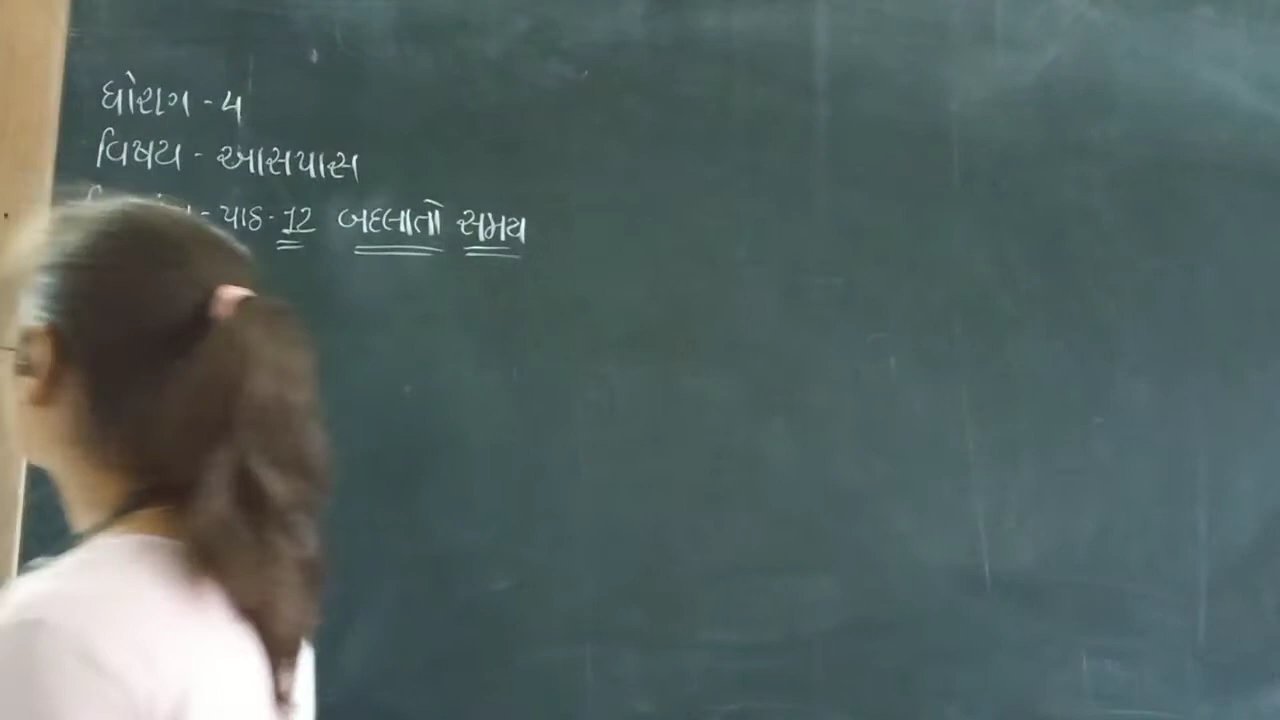 ધોરણ - 4
વિષય - આસપાસ
- પાઠ - 12 બદલાતો સમય